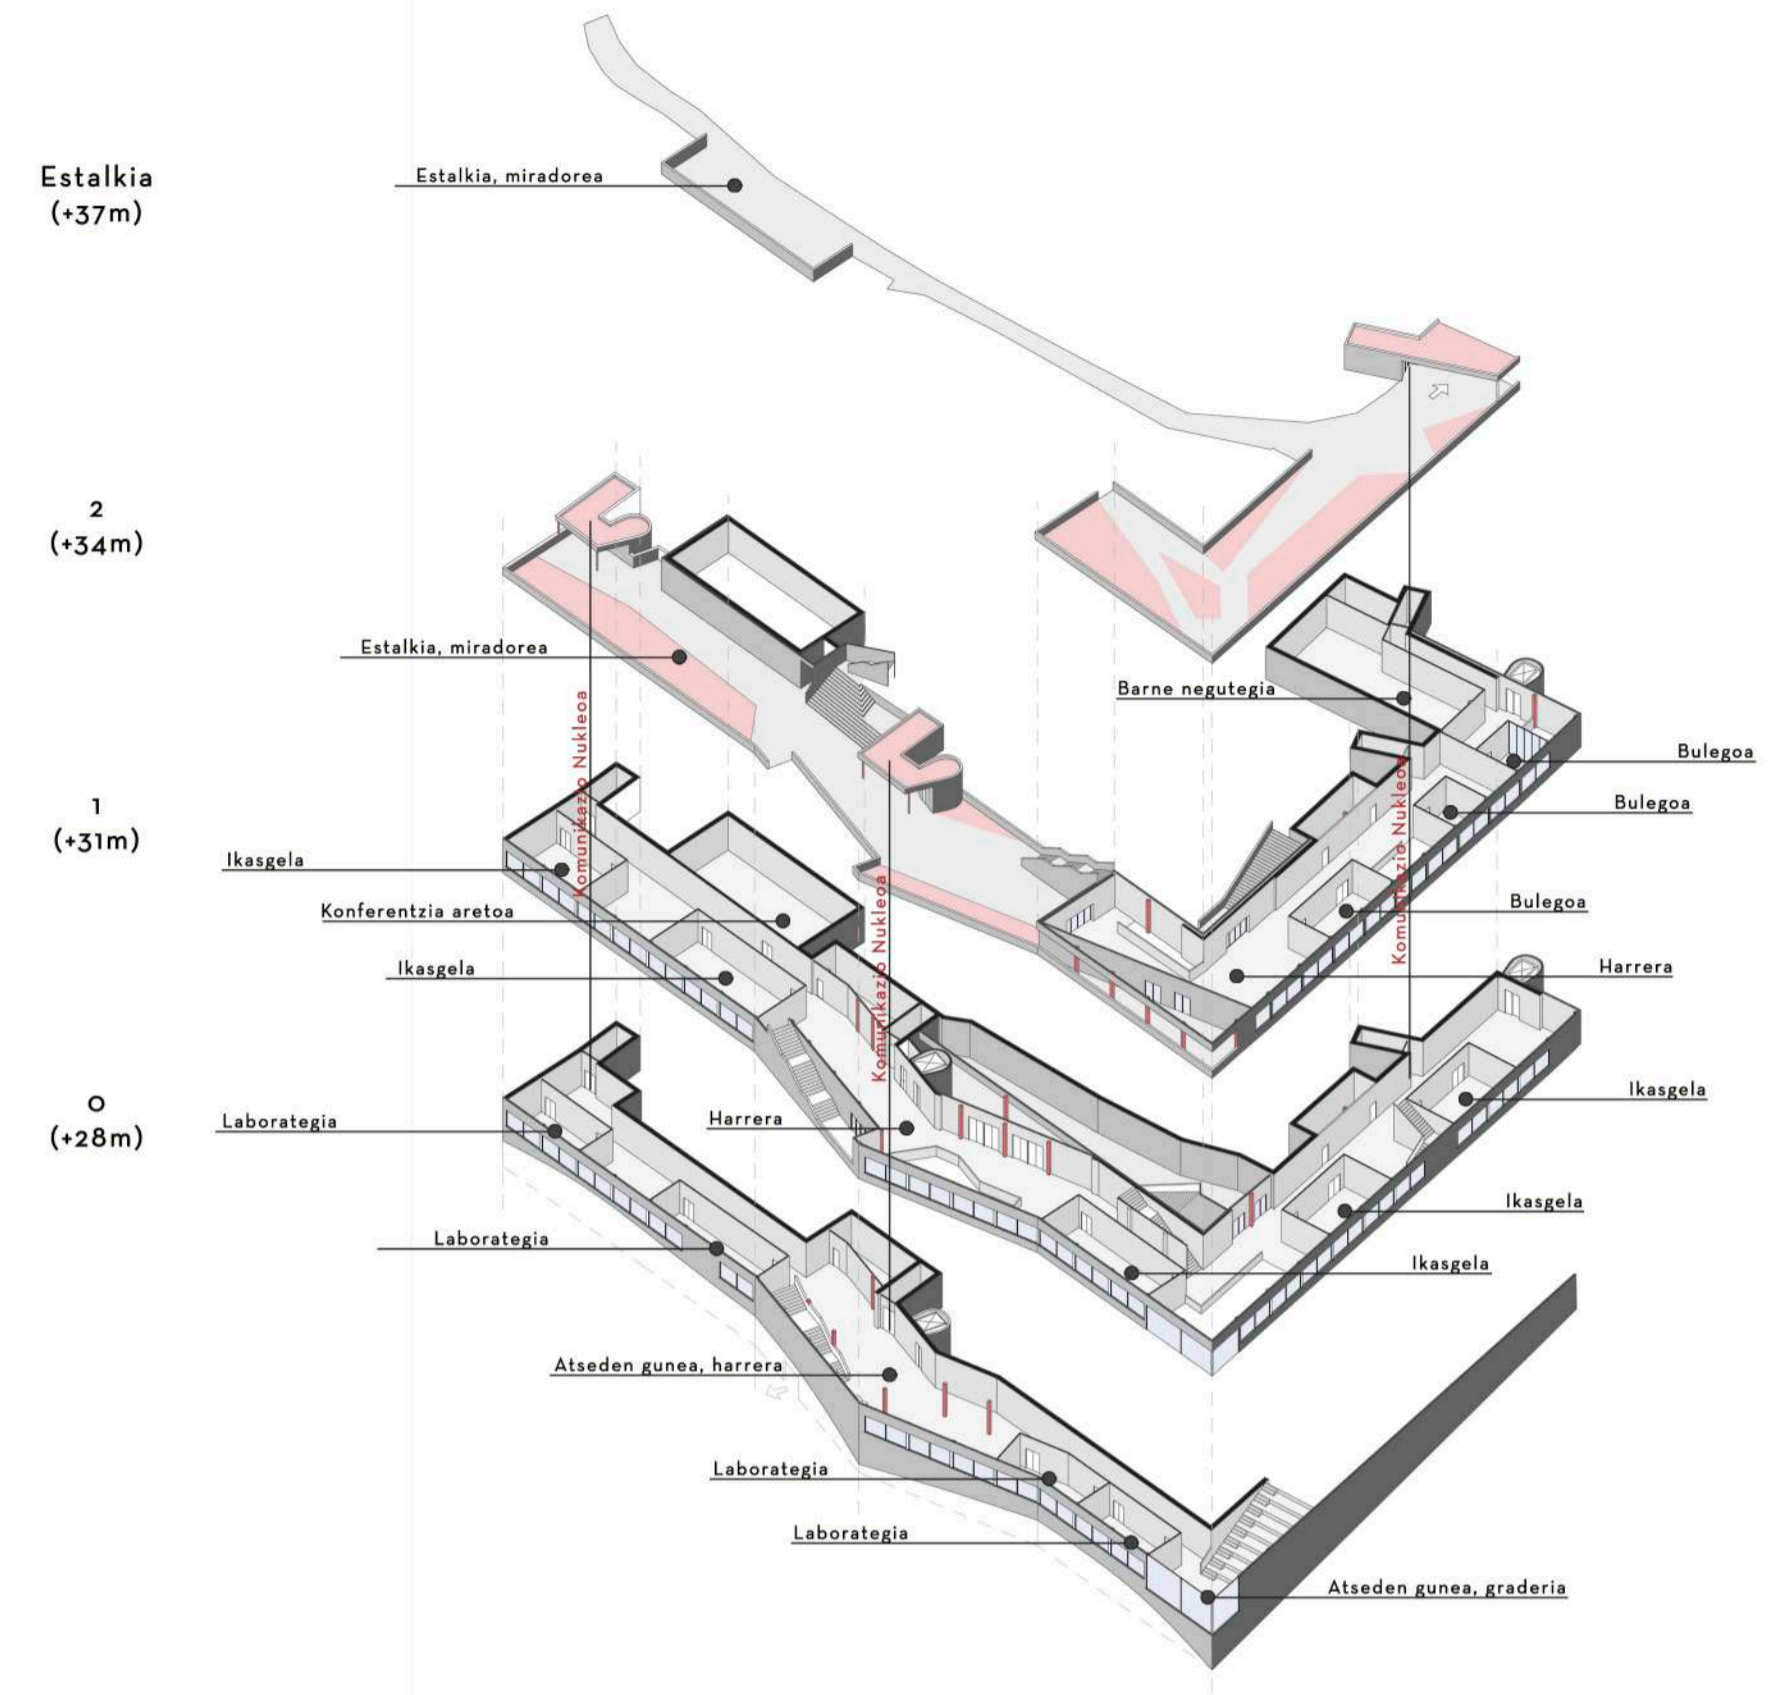 Estalkia
(+37m)
Estalkia, miradorea
2
(+34m)
Estalkia, miradorea
Barne negutegia
Bulegoa
Bulegoa
Bulegoa
Harrera
Komunikazio Nukleoa
Komunikazio Nukleoa
Komunikazio Nukleoa
1
(+31m)
Ikasgela
Konferentzia aretoa
Ikasgela
Harrera
Ikasgela
Ikasgela
Ikasgela
0
(+28m)
Laborategia
Laborategia
Atseden gunea, harrera
Laborategia
Laborategia
Atseden gunea, graderia